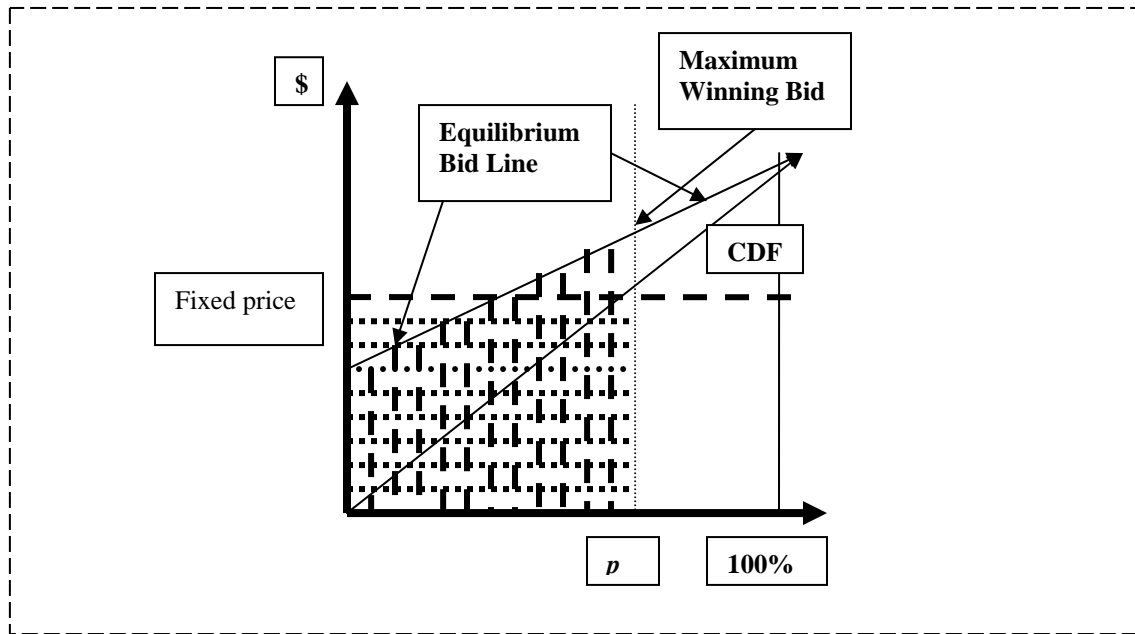 Maximum
Winning Bid
$
Equilibrium
Bid Line
CDF
Fixed price
p
100%